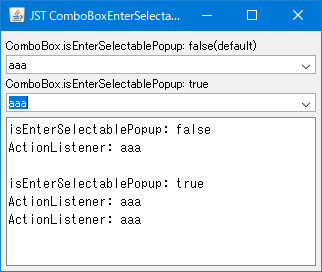 JST ComboBoxEnterSelecta...
ComboBox.isEnterSelectablePopup: false(default)
aaa
ComboBox.isEnterSelectablePopup: true
aaa
isEnterSelectablePopup: false
ActionListener: aaa
isEnterSelectablePopup: true
ActionListener: aaa
ActionListener: aaa